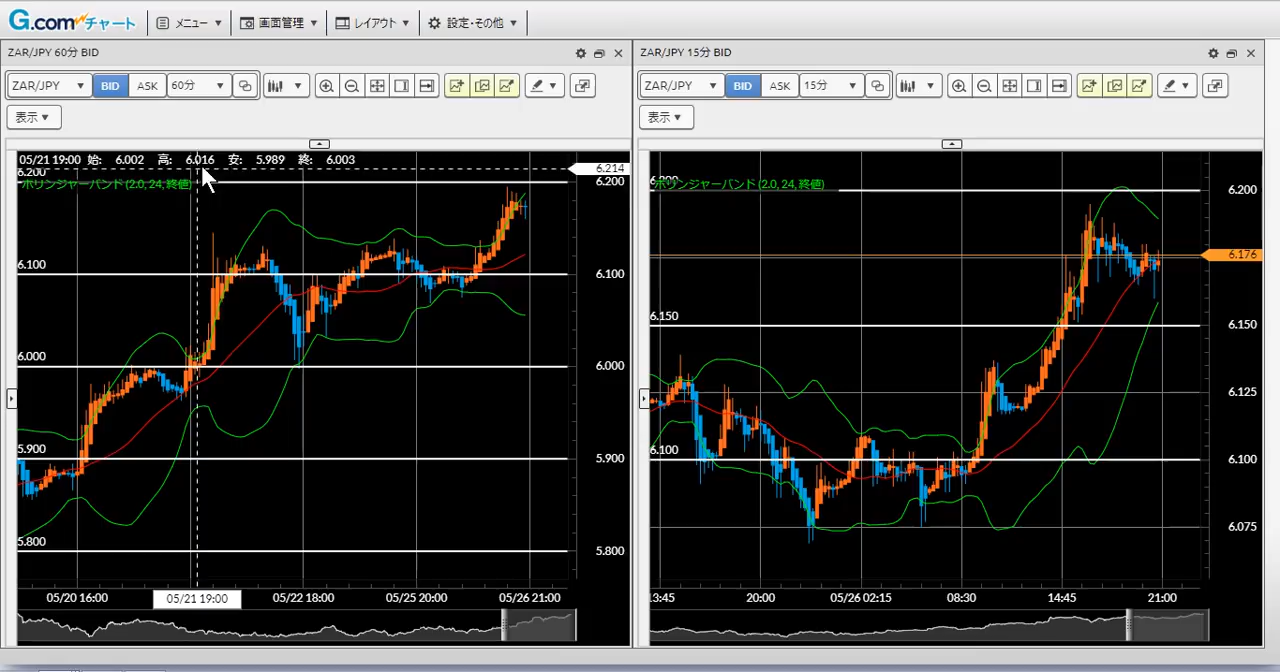 G.comチャート メニュー ▼ 画面管理 ▼ レイアウト ▼ 設定・その他 ▼
ZAR/JPY 60分 BID
ZAR/JPY ▼ BID ASK 60分 ▼
表示 ▼
05/21 19:00 始: 6.002 高: 6.016 安: 5.989 終: 6.003
6.214
6.200
ボリンジャーバンド (2.0, 24, 終値)
6.200
6.100
6.100
6.000
6.000
5.900
5.900
5.800
5.800
05/20 16:00 05/21 19:00 05/22 18:00 05/25 20:00 05/26 21:00
ZAR/JPY 15分 BID
ZAR/JPY ▼ BID ASK 15分 ▼
表示 ▼
6.200
ボリンジャーバンド (2.0, 24, 終値)
6.200
6.176
6.150
6.150
6.125
6.100
6.100
6.075
13:45 20:00 05/26 02:15 08:30 14:45 21:00